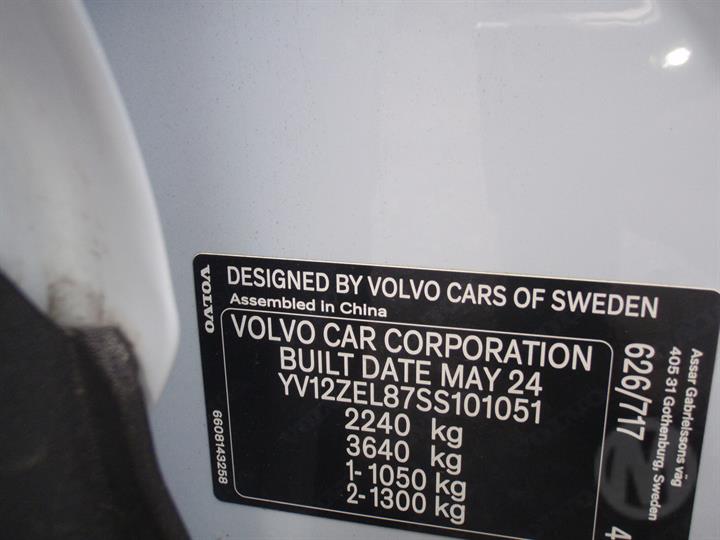 VOLVO
DESIGNED BY VOLVO CARS OF SWEDEN
Assembled in China
VOLVO CAR CORPORATION
BUILT DATE MAY 24
YV12ZEL87SS101051
2240 kg
3640 kg
1-1050 kg
2-1300 kg
6608143258
626/717
4
Assar Gabrielssons väg
405 31 Gothenburg, Sweden